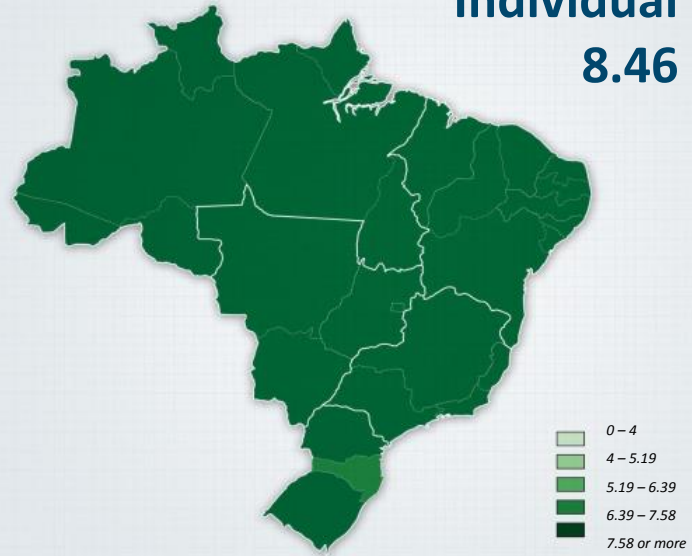 Individual
8.46
0 – 4
4 – 5.19
5.19 – 6.39
6.39 – 7.58
7.58 or more